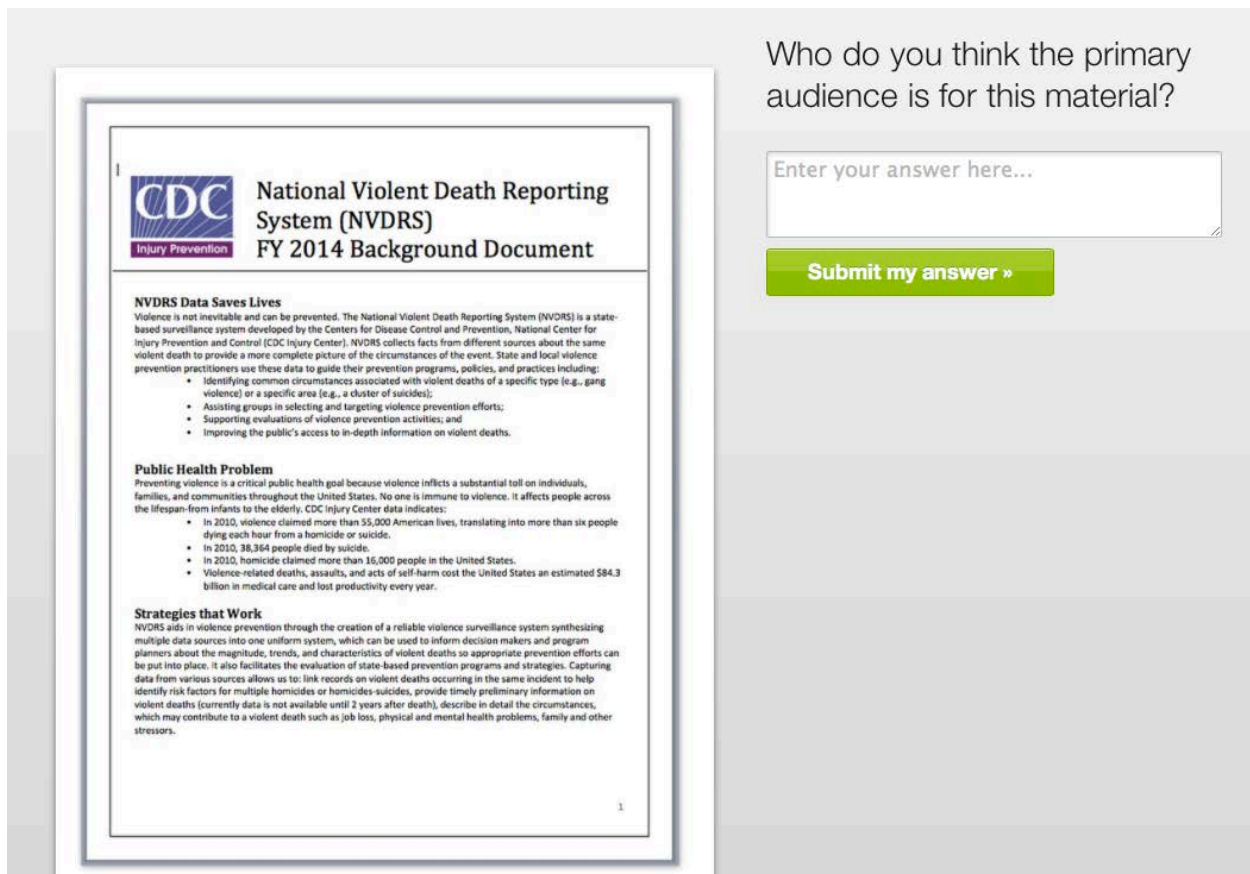 Who do you think the primary
audience is for this material?
Enter your answer here...
Submit my answer »
CDC
Injury Prevention
National Violent Death Reporting
System (NVDRS)
FY 2014 Background Document
NVDRS Data Saves Lives
Violence is not inevitable and can be prevented. The National Violent Death Reporting System (NVDRS) is a state-
based surveillance system developed by the Centers for Disease Control and Prevention, National Center for
Injury Prevention and Control (CDC Injury Center). NVDRS collects facts from different sources about the same
violent death to provide a more complete picture of the circumstances of the event. State and local violence
prevention practitioners use these data to guide their prevention programs, policies, and practices including:
• Identifying common circumstances associated with violent deaths of a specific type (e.g., gang
violence) or a specific area (e.g., a cluster of suicides);
• Assisting groups in selecting and targeting violence prevention efforts;
• Supporting evaluations of violence prevention activities; and
• Improving the public's access to in-depth information on violent deaths.
Public Health Problem
Preventing violence is a critical public health goal because violence inflicts a substantial toll on individuals,
families, and communities throughout the United States. No one is immune to violence. It affects people across
the lifespan-from infants to the elderly. CDC Injury Center data indicates:
• In 2010, violence claimed more than 55,000 American lives, translating into more than six people
dying each hour from a homicide or suicide.
• In 2010, 38,364 people died by suicide.
• In 2010, homicide claimed more than 16,000 people in the United States.
• Violence-related deaths, assaults, and acts of self-harm cost the United States an estimated $84.3
billion in medical care and lost productivity every year.
Strategies that Work
NVDRS aids in violence prevention through the creation of a reliable violence surveillance system synthesizing
multiple data sources into one uniform system, which can be used to inform decision makers and program
planners about the magnitude, trends, and characteristics of violent deaths so appropriate prevention efforts can
be put into place. It also facilitates the evaluation of state-based prevention programs and strategies. Capturing
data from various sources allows us to: link records on violent deaths occurring in the same incident to help
identify risk factors for multiple homicides or homicides-suicides, provide timely preliminary information on
violent deaths (currently data is not available until 2 years after death), describe in detail the circumstances,
which may contribute to a violent death such as job loss, physical and mental health problems, family and other
stressors.
1